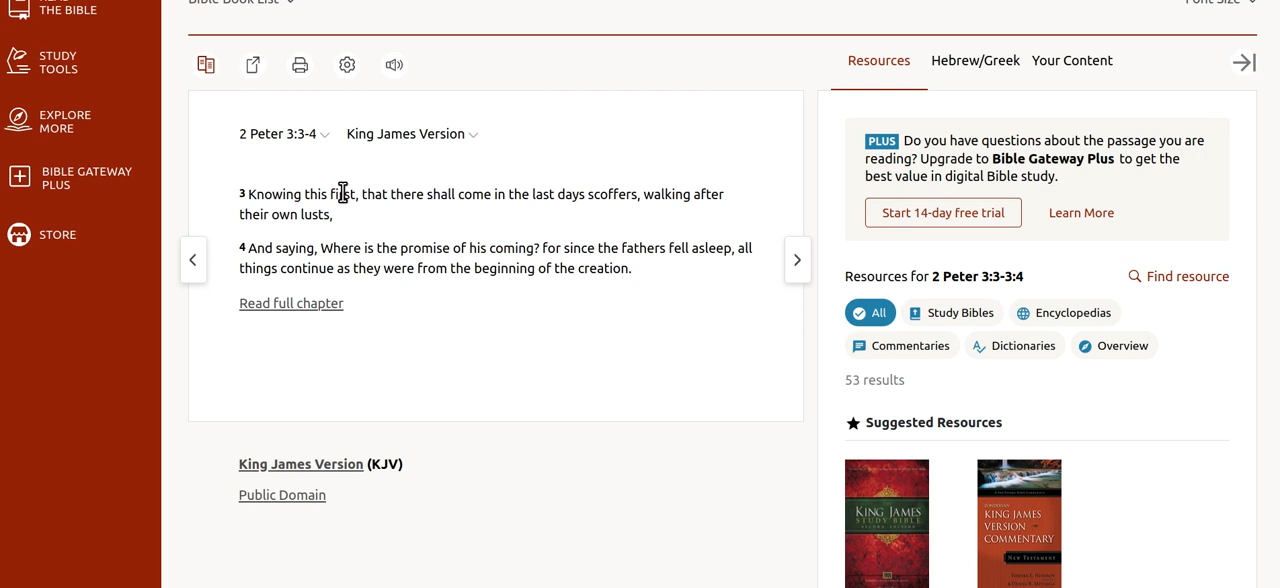 THE BIBLE
Bible Book List
Font Size
STUDY
TOOLS
EXPLORE
MORE
BIBLE GATEWAY
PLUS
STORE
2 Peter 3:3-4 King James Version
3 Knowing this first, that there shall come in the last days scoffers, walking after
their own lusts,
4 And saying, Where is the promise of his coming? for since the fathers fell asleep, all
things continue as they were from the beginning of the creation.
Read full chapter
King James Version (KJV)
Public Domain
Resources Hebrew/Greek Your Content
PLUS Do you have questions about the passage you are
reading? Upgrade to Bible Gateway Plus to get the
best value in digital Bible study.
Start 14-day free trial Learn More
Resources for 2 Peter 3:3-3:4 Find resource
All Study Bibles Encyclopedias
Commentaries Dictionaries Overview
53 results
Suggested Resources
KING JAMES
STUDY BIBLE
KING JAMES
VERSION
COMMENTARY
NEW TESTAMENT